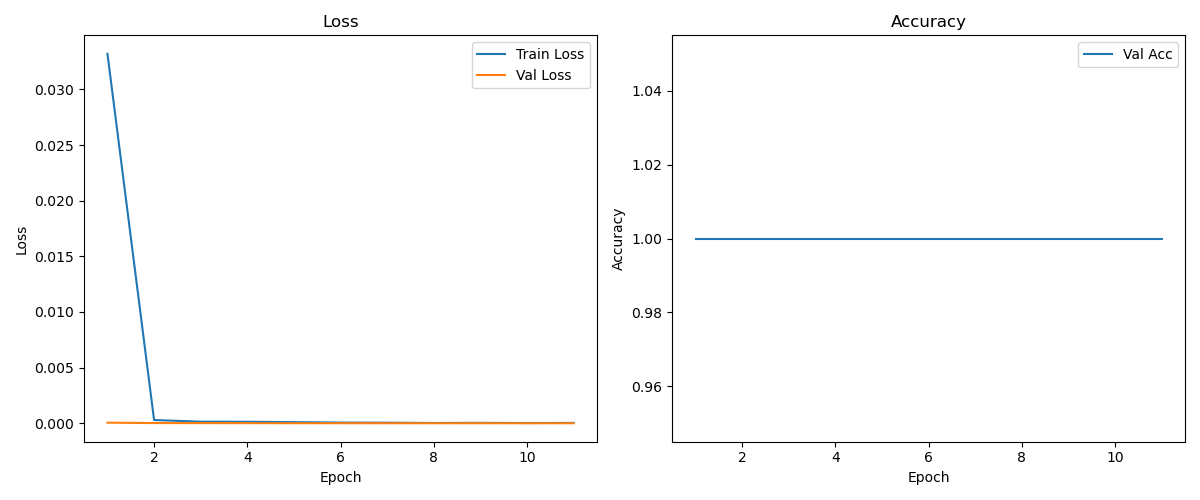 Loss
Train Loss
Val Loss
0.030
0.025
0.020
0.015
0.010
0.005
0.000
Loss
2 4 6 8 10
Epoch
Accuracy
Val Acc
1.04
1.02
1.00
0.98
0.96
Accuracy
2 4 6 8 10
Epoch